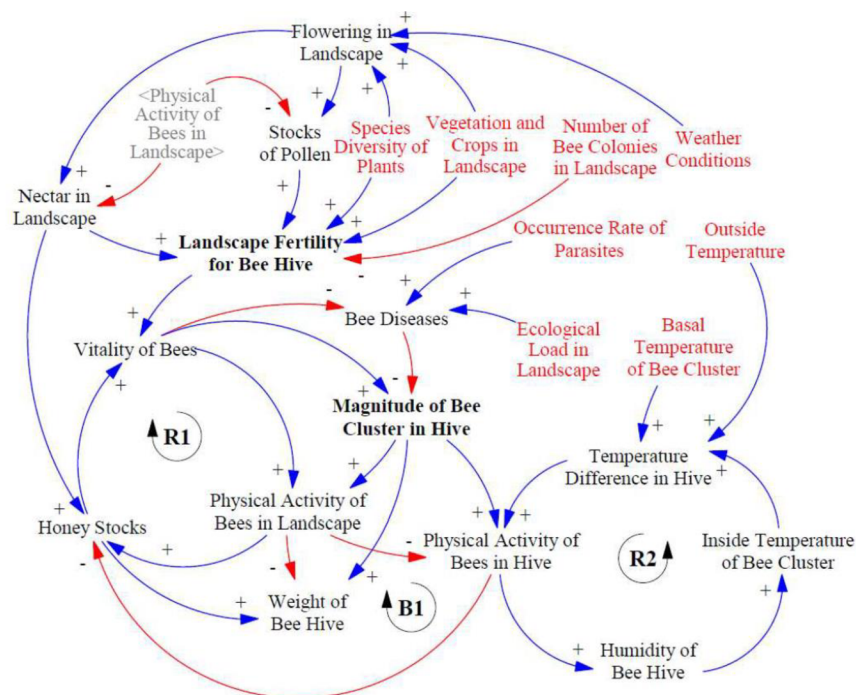 +
+
Flowering in
Landscape
+
+
+
<Physical
Activity of
Bees in
Landscape>
-
Stocks
of Pollen
Species
Diversity of
Plants
Vegetation and
Crops in
Landscape
Number of
Bee Colonies
in Landscape
Weather
Conditions
+
-
Nectar in
Landscape
+
+
+
+
Landscape Fertility
for Bee Hive
-
Occurrence Rate of
Parasites
Outside
Temperature
+
-
-
+
+
Vitality of Bees
Bee Diseases
Ecological
Load in
Landscape
Basal
Temperature
of Bee Cluster
+
R1
+
-
Magnitude of Bee
Cluster in Hive
+
+
Temperature
Difference in Hive
+
+
+
+
Honey Stocks
Physical Activity of
Bees in Landscape
+
+
-
+
-
Physical Activity of
Bees in Hive
R2
Inside Temperature
of Bee Cluster
-
+
+
Weight of
Bee Hive
+
B1
+
Humidity of
Bee Hive
+